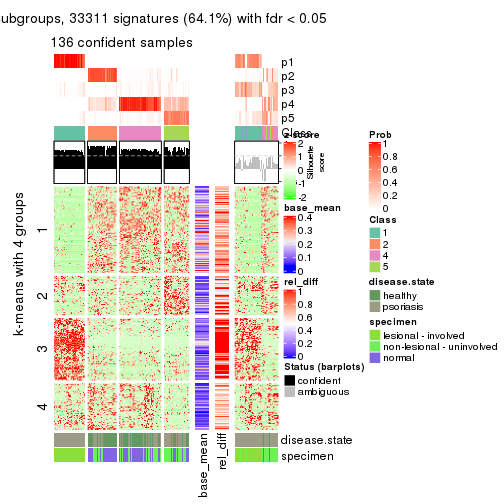 ubgroups, 33311 signatures (64.1%) with fdr < 0.05
136 confident samples
p1
p2
p3
p4
p5
Class
Silhouette
score
k-means with 4 groups
1
2
3
4
base_mean
rel_diff
disease.state
specimen
z-score
2
1
0
-1
-2
base_mean
0.4
0.3
0.2
0.1
0
rel_diff
1
0.8
0.6
0.4
0.2
0
Status (barplots)
confident
ambiguous
Prob
1
0.8
0.6
0.4
0.2
0
Class
1
2
4
5
disease.state
healthy
psoriasis
specimen
lesional - involved
non-lesional - uninvolved
normal